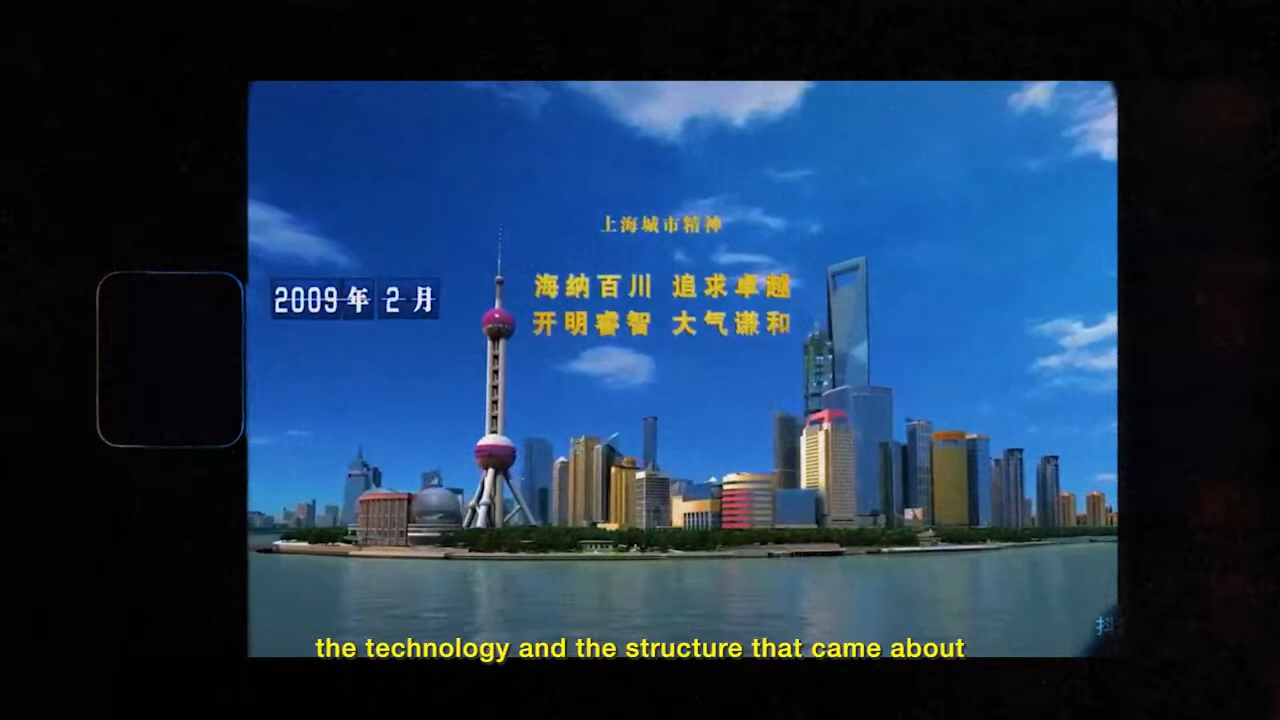 上海城市精神
海纳百川 追求卓越
开明睿智 大气谦和
2009年2月
抖
the technology and the structure that came about